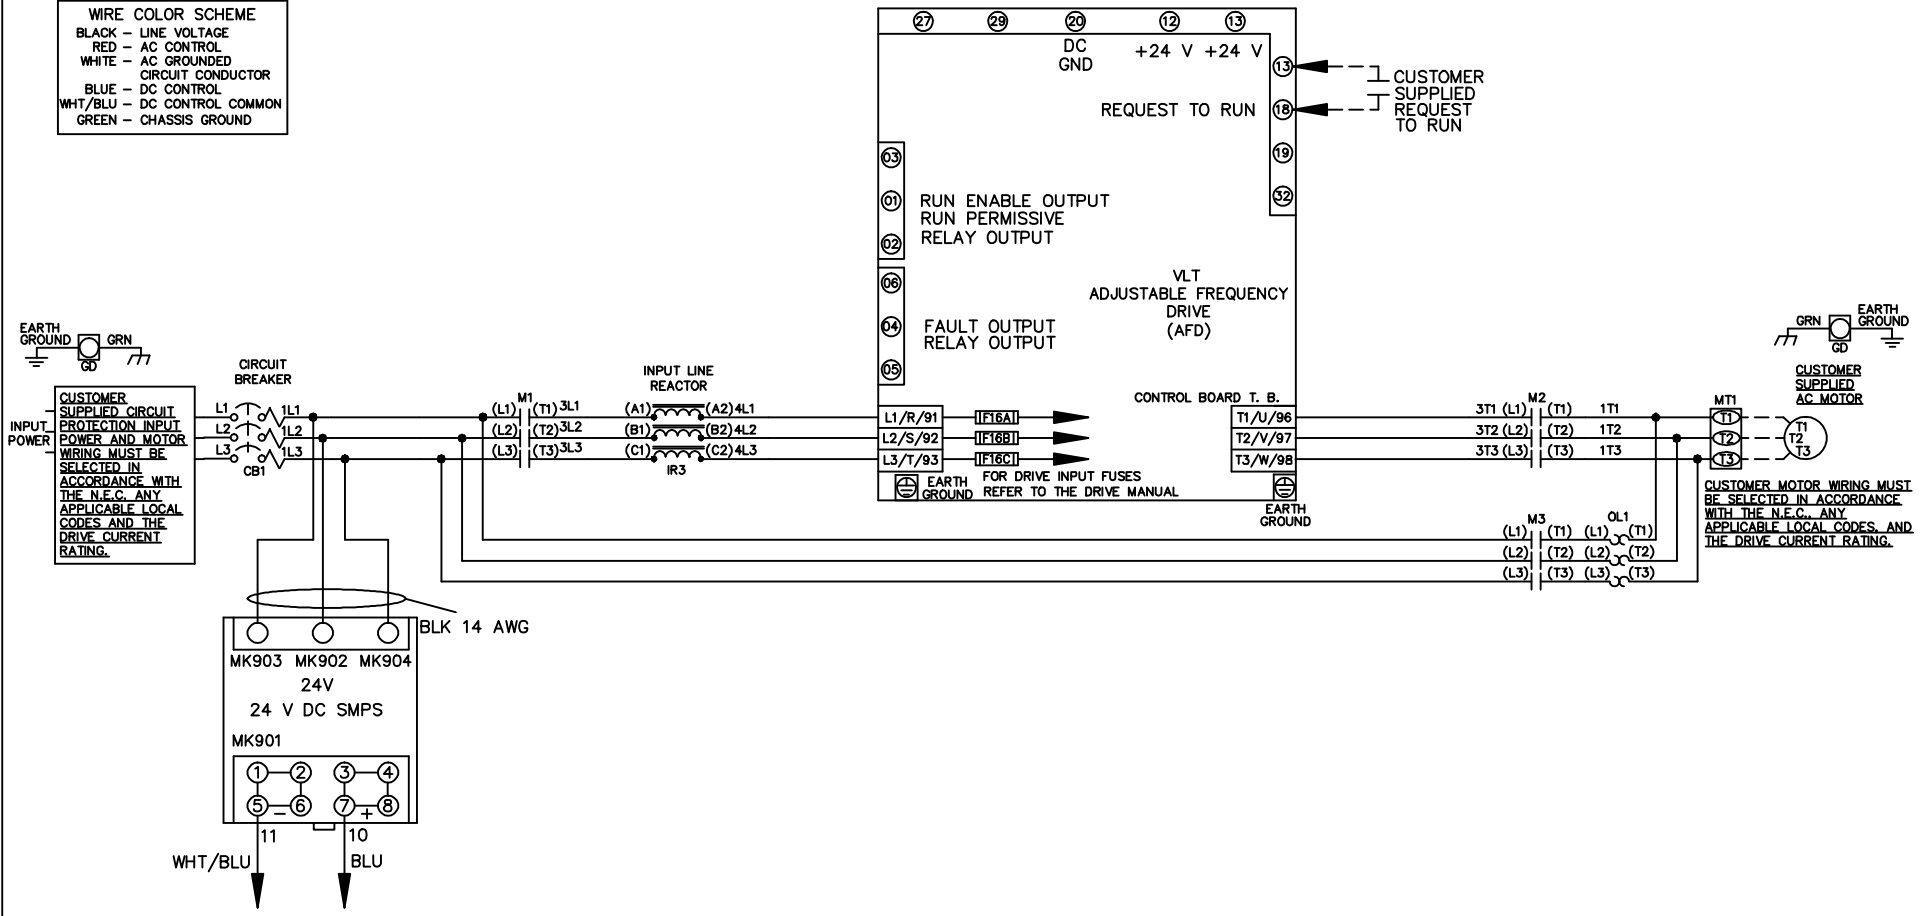 WIRE COLOR SCHEME
BLACK – LINE VOLTAGE
RED – AC CONTROL
WHITE – AC GROUNDED
CIRCUIT CONDUCTOR
BLUE – DC CONTROL
WHT/BLU – DC CONTROL COMMON
GREEN – CHASSIS GROUND
27 29 20 12 13
DC
GND
+24 V +24 V
13
REQUEST TO RUN 18
19
32
CUSTOMER
SUPPLIED
REQUEST
TO RUN
03
01
02
RUN ENABLE OUTPUT
RUN PERMISSIVE
RELAY OUTPUT
06
04
05
FAULT OUTPUT
RELAY OUTPUT
VLT
ADJUSTABLE FREQUENCY
DRIVE
(AFD)
EARTH
GROUND
GRN
GD
CIRCUIT
BREAKER
INPUT
POWER
CUSTOMER
SUPPLIED CIRCUIT
PROTECTION INPUT
POWER AND MOTOR
WIRING MUST BE
SELECTED IN
ACCORDANCE WITH
THE N.E.C. ANY
APPLICABLE LOCAL
CODES AND THE
DRIVE CURRENT
RATING.
L1 1L1
L2 1L2
L3 1L3
CB1
M1
(L1) (T1) 3L1
(L2) (T2) 3L2
(L3) (T3) 3L3
INPUT LINE
REACTOR
(A1) (A2) 4L1
(B1) (B2) 4L2
(C1) (C2) 4L3
IR3
CONTROL BOARD T. B.
L1/R/91 F16A T1/U/96
L2/S/92 F16B T2/V/97
L3/T/93 F16C T3/W/98
EARTH
GROUND
FOR DRIVE INPUT FUSES
REFER TO THE DRIVE MANUAL
EARTH
GROUND
M2
3T1 (L1) (T1) 1T1
3T2 (L2) (T2) 1T2
3T3 (L3) (T3) 1T3
MT1
T1
T2
T3
T1
T2
T3
GRN
GD
EARTH
GROUND
CUSTOMER
SUPPLIED
AC MOTOR
CUSTOMER MOTOR WIRING MUST
BE SELECTED IN ACCORDANCE
WITH THE N.E.C., ANY
APPLICABLE LOCAL CODES, AND
THE DRIVE CURRENT RATING.
M3 OL1
(L1) (T1) (L1) (T1)
(L2) (T2) (L2) (T2)
(L3) (T3) (L3) (T3)
BLK 14 AWG
MK903 MK902 MK904
24V
24 V DC SMPS
MK901
1 2 3 4
5 – 6 7 + 8
11 10
WHT/BLU BLU